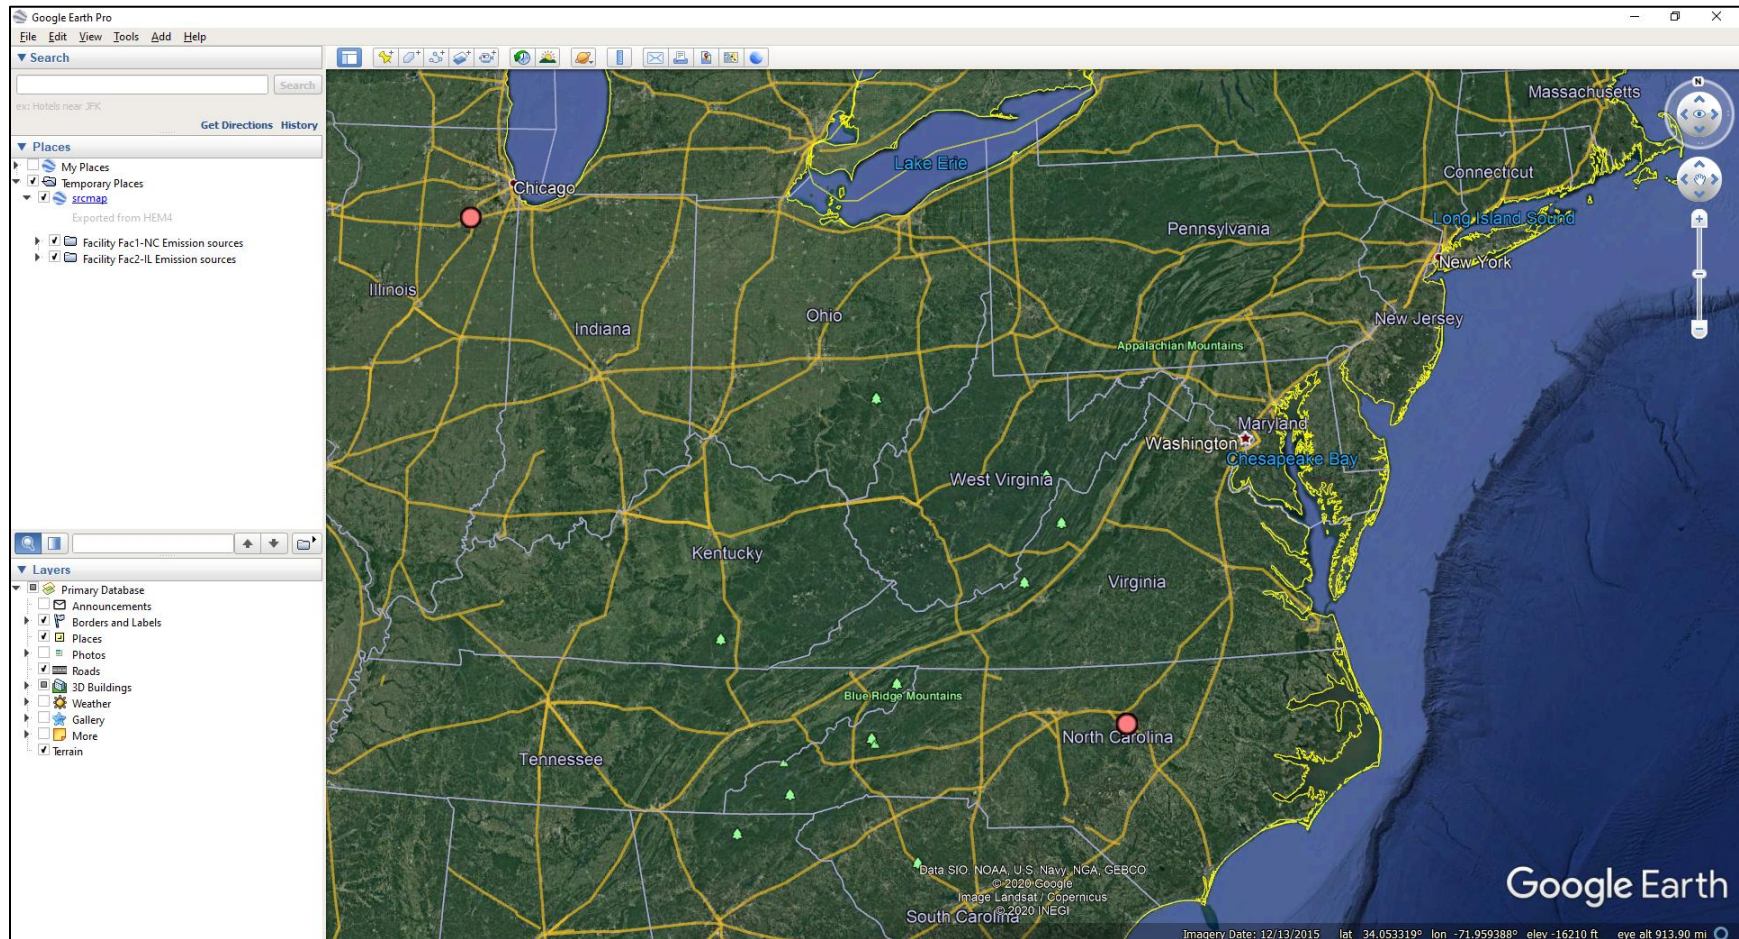 Google Earth Pro
File Edit View Tools Add Help
Search
Search
ex: Hotels near JFK
Get Directions History
Places
My Places
Temporary Places
srcmap
Exported from HEM4
Facility Fac1-NC Emission sources
Facility Fac2-IL Emission sources
Layers
Primary Database
Announcements
Borders and Labels
Places
Photos
Roads
3D Buildings
Weather
Gallery
More
Terrain
N
Massachusetts
Lake Erie
Connecticut
Chicago
Long Island Sound
Pennsylvania
New York
Illinois
Ohio
New Jersey
Indiana
Appalachian Mountains
Maryland
Washington
Chesapeake Bay
West Virginia
Kentucky
Virginia
Blue Ridge Mountains
North Carolina
Tennessee
Data SIO, NOAA, U.S. Navy, NGA, GEBCO
© 2020 Google
Image Landsat / Copernicus
© 2020 INEGI
South Carolina
Google Earth
Imagery Date: 12/13/2015 lat 34.053319° lon -71.959388° elev -16210 ft eye alt 913.90 mi